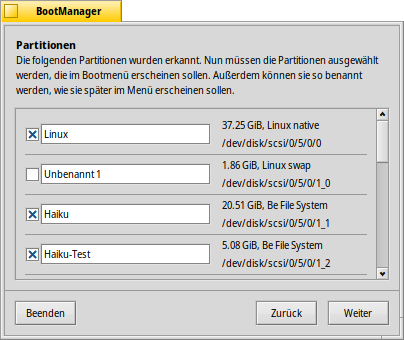 BootManager
Partitionen
Die folgenden Partitionen wurden erkannt. Nun müssen die Partitionen ausgewählt
werden, die im Bootmenü erscheinen sollen. Außerdem können sie so benannt
werden, wie sie später im Menü erscheinen sollen.
Linux
37.25 GiB, Linux native
/dev/disk/scsi/0/5/0/0
Unbenannt 1
1.86 GiB, Linux swap
/dev/disk/scsi/0/5/0/1_0
Haiku
20.51 GiB, Be File System
/dev/disk/scsi/0/5/0/1_1
Haiku-Test
5.08 GiB, Be File System
/dev/disk/scsi/0/5/0/1_2
Beenden
Zurück
Weiter